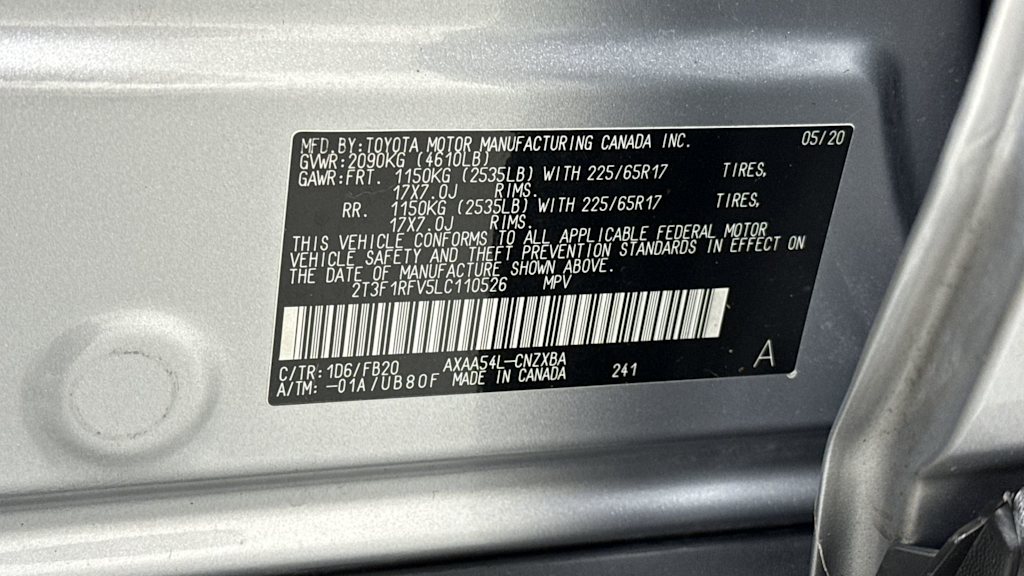 MFD. BY: TOYOTA MOTOR MANUFACTURING CANADA INC. 05/20
GVWR: 2090KG (4610LB)
GAWR: FRT. 1150KG (2535LB) WITH 225/65R17 TIRES,
17X7.0J RIMS.
RR. 1150KG (2535LB) WITH 225/65R17 TIRES,
17X7.0J RIMS.
THIS VEHICLE CONFORMS TO ALL APPLICABLE FEDERAL MOTOR
VEHICLE SAFETY AND THEFT PREVENTION STANDARDS IN EFFECT ON
THE DATE OF MANUFACTURE SHOWN ABOVE.
2T3F1RFV5LC110526 MPV
C/TR: 1D6/FB20 AXAA54L-CNZXBA 241 A
A/TM: -01A/UB80F MADE IN CANADA